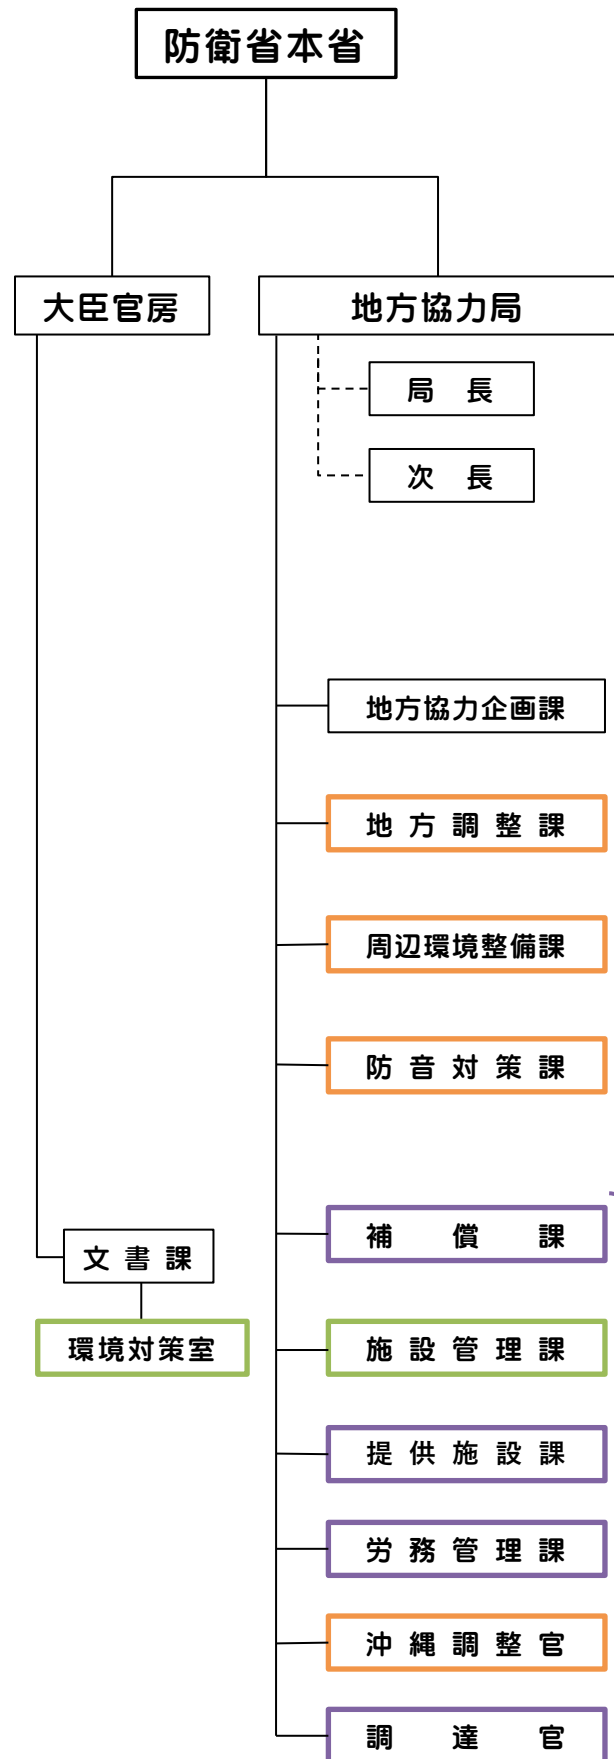 防衛省本省
大臣官房
地方協力局
局　長
次　長
地方協力企画課
地 方 調 整 課
周辺環境整備課
防 音 対 策 課
補　償　課
文 書 課
環境対策室
施 設 管 理 課
提 供 施 設 課
労 務 管 理 課
沖 縄 調 整 官
調　達　官